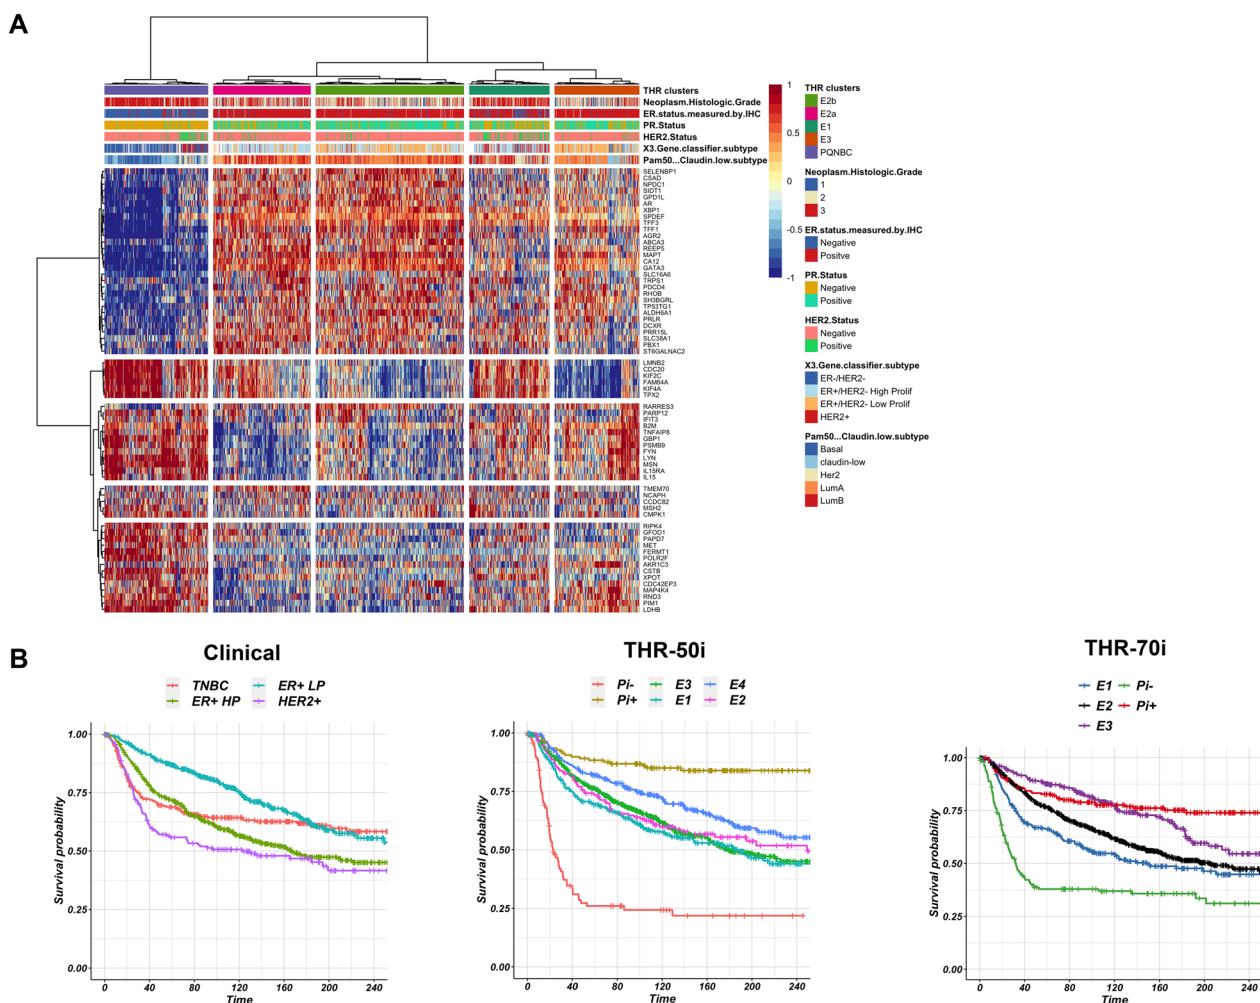 A
THR clusters
Neoplasm.Histologic.Grade
ER.status.measured.by.IHC
PR.Status
HER2.Status
X3.Gene.classifier.subtype
Pam50...Claudin.low.subtype
SELENBP1
CSAD
NPDC1
SIDT1
GPD1L
AR
XBP1
SPDEF
TFF3
TFF1
AGR2
ABCA3
REEP5
MAPT
CA12
GATA3
SLC16A6
TRPS1
PDCD4
RHOB
SH3BGRL
TP53TG1
ALDH6A1
PRLR
DCXR
PRR15L
SLC38A1
PBX1
ST6GALNAC2
LMNB2
CDC20
KIF2C
FAM64A
KIF4A
TPX2
RARRES3
PARP12
IFIT3
B2M
TNFAIP8
GBP1
PSMB9
FYN
LYN
MSN
IL15RA
IL15
TMEM70
NCAPH
CCDC82
MSH2
CMPK1
RIPK4
GFOD1
PAPD7
MET
FERMT1
POLR2F
AKR1C3
CSTB
XPOT
CDC42EP3
MAP4K4
RND3
PIM1
LDHB
1
0.5
0
-0.5
-1
THR clusters
E2b
E2a
E1
E3
PQNBC
Neoplasm.Histologic.Grade
1
2
3
ER.status.measured.by.IHC
Negative
Positve
PR.Status
Negative
Positive
HER2.Status
Negative
Positive
X3.Gene.classifier.subtype
ER-/HER2-
ER+/HER2- High Prolif
ER+/HER2- Low Prolif
HER2+
Pam50...Claudin.low.subtype
Basal
claudin-low
Her2
LumA
LumB
B
Clinical
TNBC ER+ LP
ER+ HP HER2+
Survival probability
1.00
0.75
0.50
0.25
0.00
0 40 80 120 160 200 240
Time
THR-50i
Pi- E3 E4
Pi+ E1 E2
Survival probability
1.00
0.75
0.50
0.25
0.00
0 40 80 120 160 200 240
Time
THR-70i
E1 Pi-
E2 Pi+
E3
Survival probability
1.00
0.75
0.50
0.25
0.00
0 40 80 120 160 200 240
Time